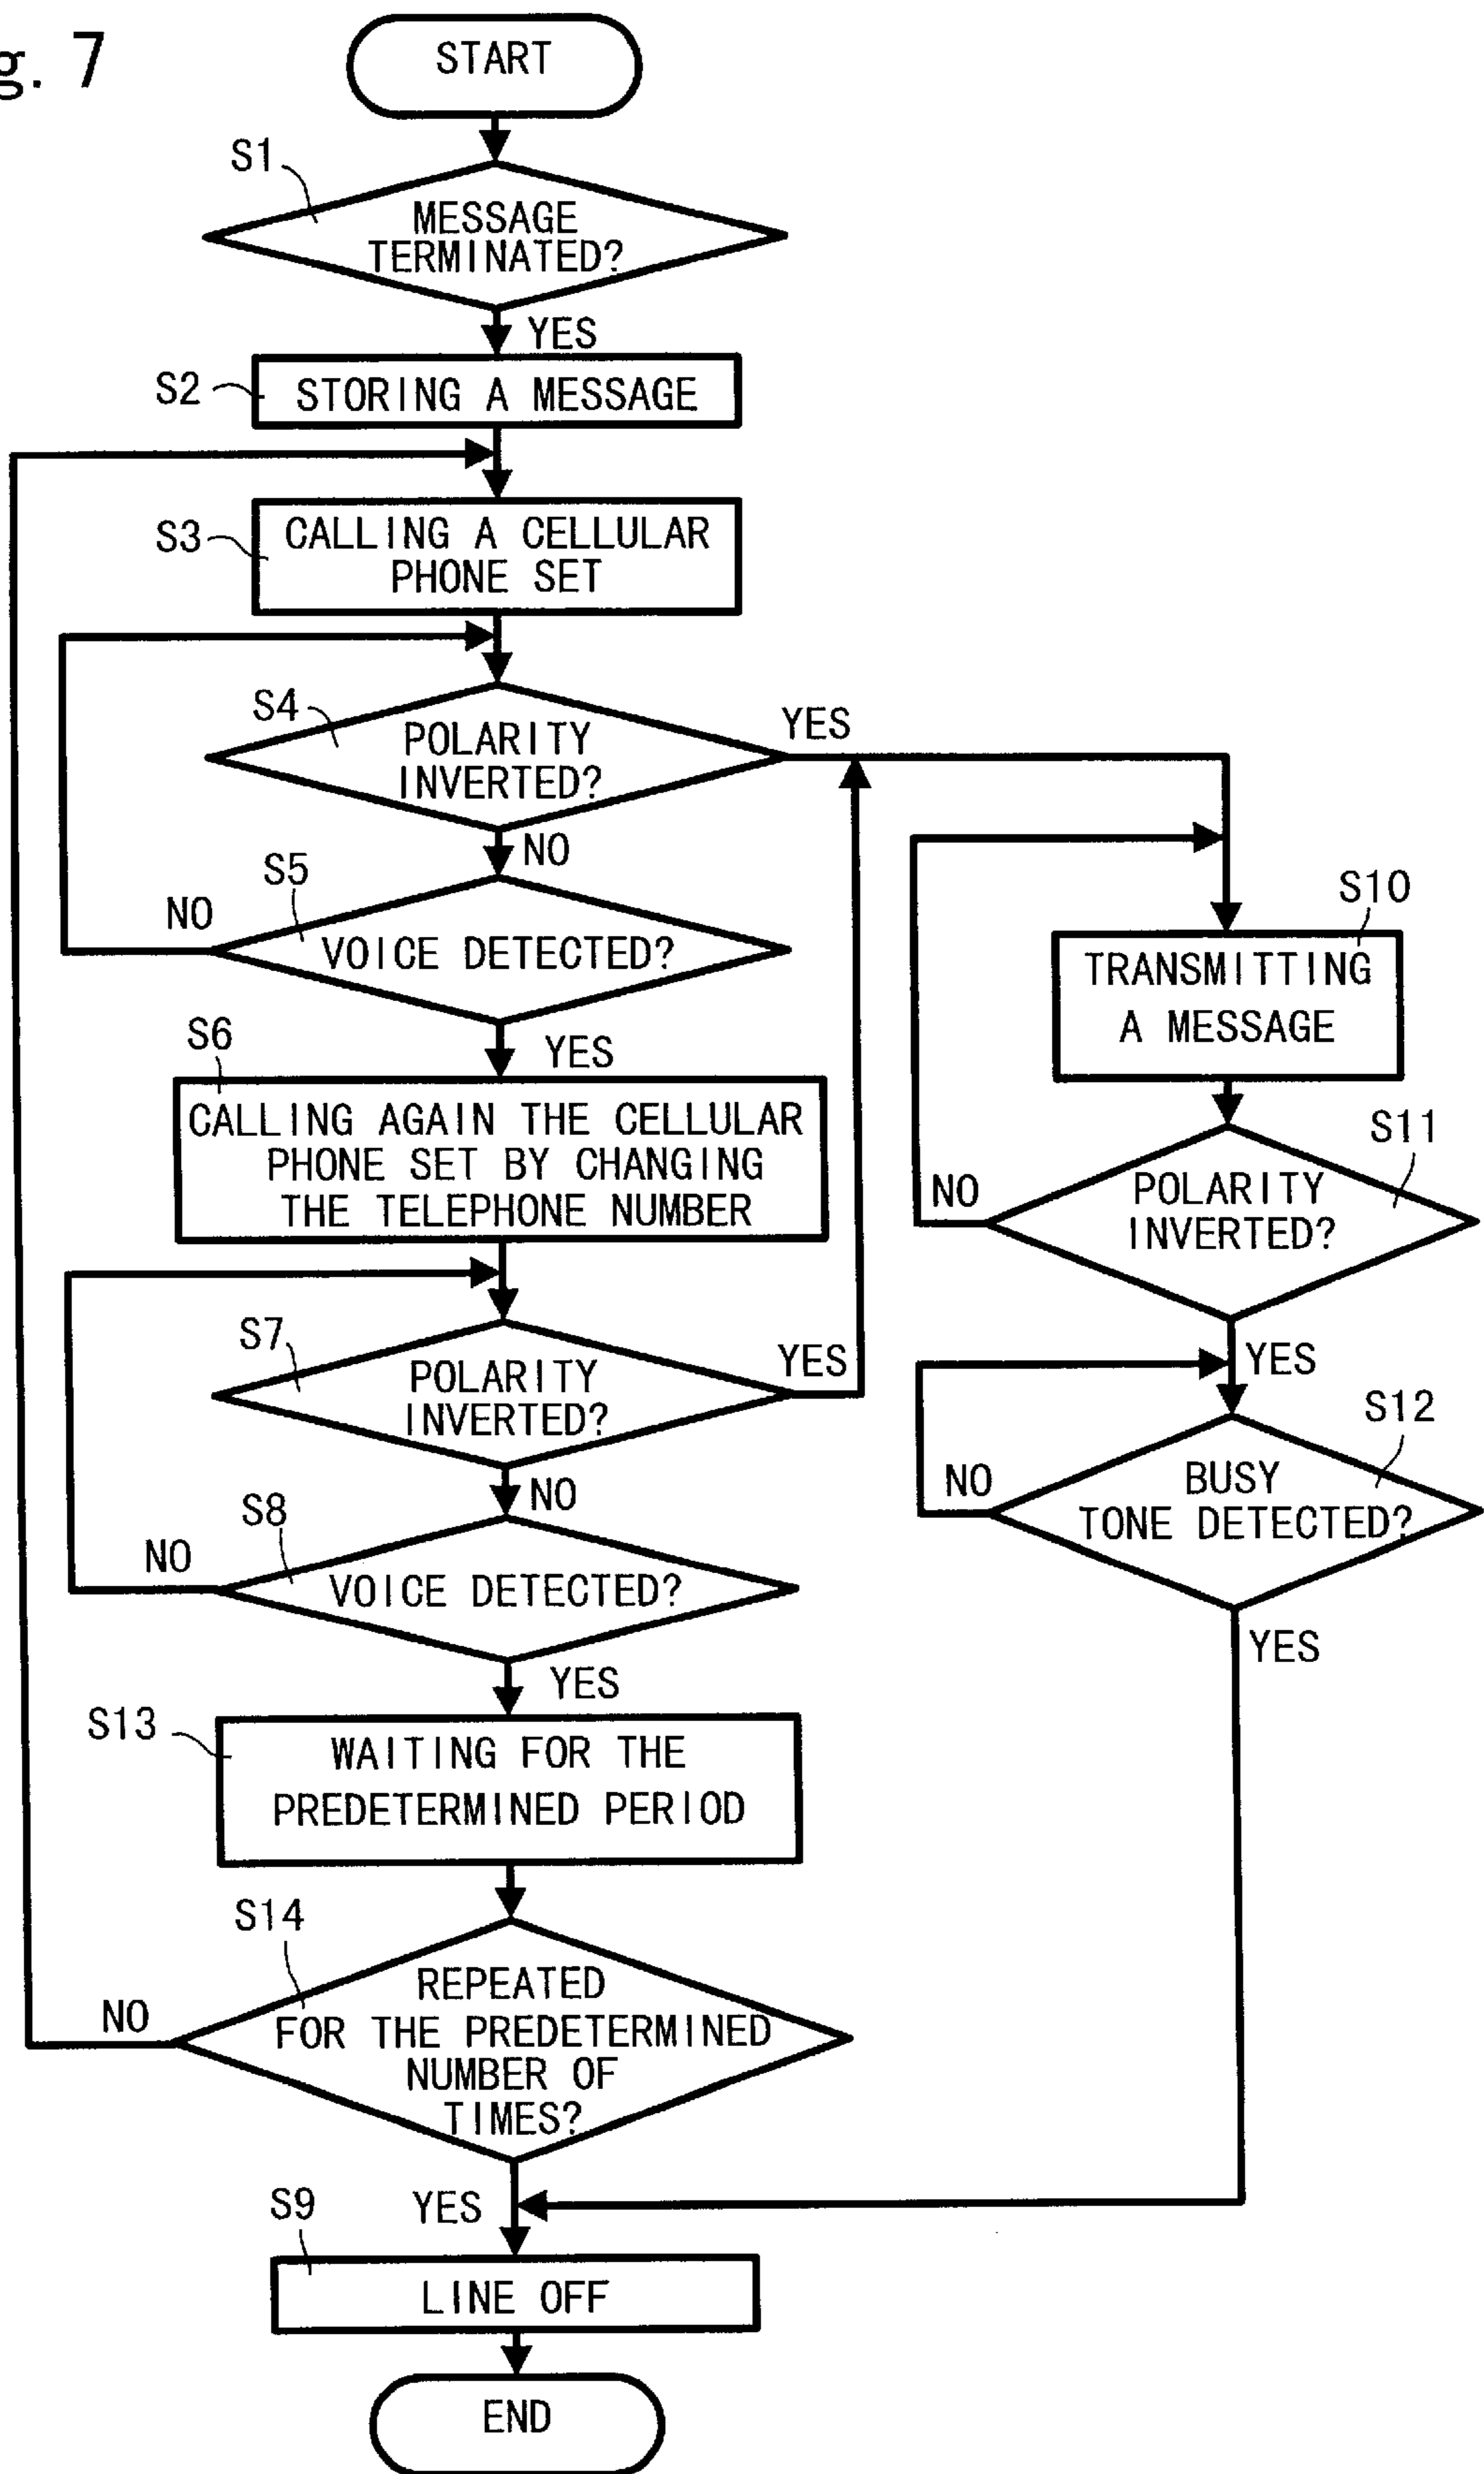 g. 7
START
S1
MESSAGE
TERMINATED?
YES
S2
STORING A MESSAGE
S3
CALLING A CELLULAR
PHONE SET
S4
POLARITY
INVERTED?
YES
NO
S5
NO
VOICE DETECTED?
YES
S6
CALLING AGAIN THE CELLULAR
PHONE SET BY CHANGING
THE TELEPHONE NUMBER
S7
POLARITY
INVERTED?
YES
NO
S8
NO
VOICE DETECTED?
YES
S13
WAITING FOR THE
PREDETERMINED PERIOD
S14
REPEATED
FOR THE PREDETERMINED
NUMBER OF
TIMES?
NO
YES
S9
LINE OFF
END
S10
TRANSMITTING
A MESSAGE
S11
POLARITY
INVERTED?
NO
YES
S12
BUSY
TONE DETECTED?
NO
YES